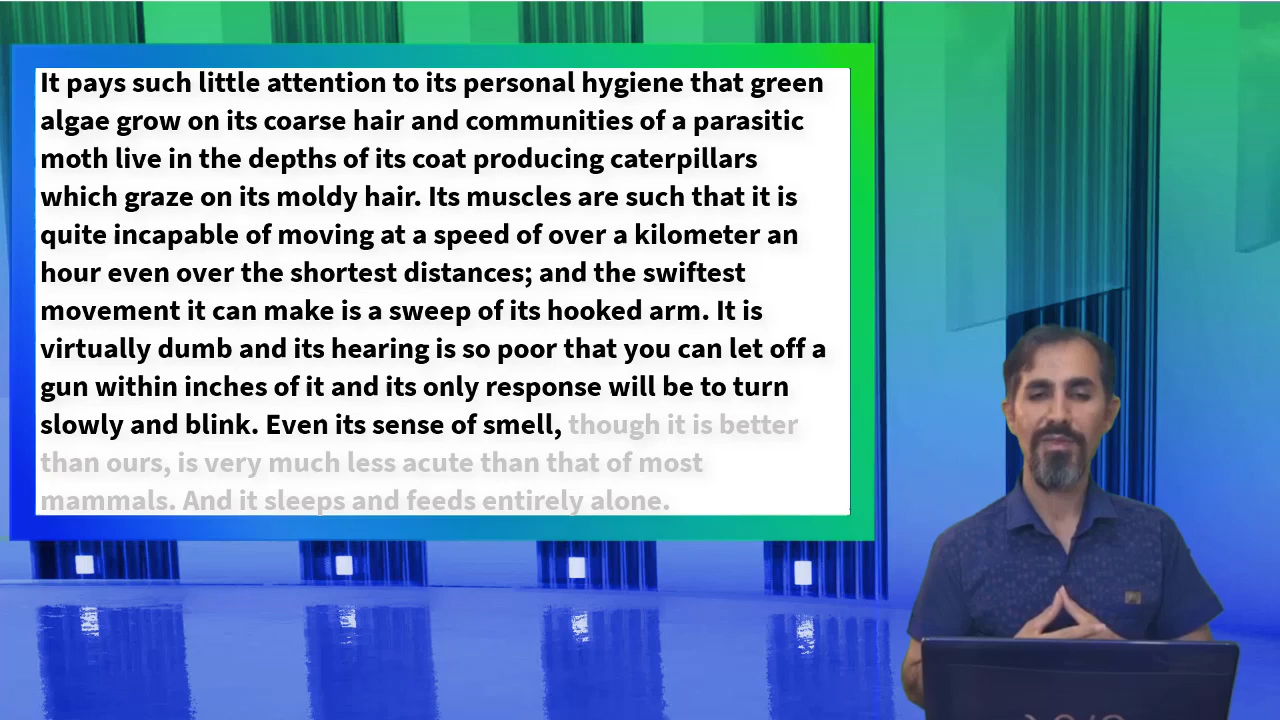 It pays such little attention to its personal hygiene that green
algae grow on its coarse hair and communities of a parasitic
moth live in the depths of its coat producing caterpillars
which graze on its moldy hair. Its muscles are such that it is
quite incapable of moving at a speed of over a kilometer an
hour even over the shortest distances; and the swiftest
movement it can make is a sweep of its hooked arm. It is
virtually dumb and its hearing is so poor that you can let off a
gun within inches of it and its only response will be to turn
slowly and blink. Even its sense of smell, though it is better
than ours, is very much less acute than that of most
mammals. And it sleeps and feeds entirely alone.